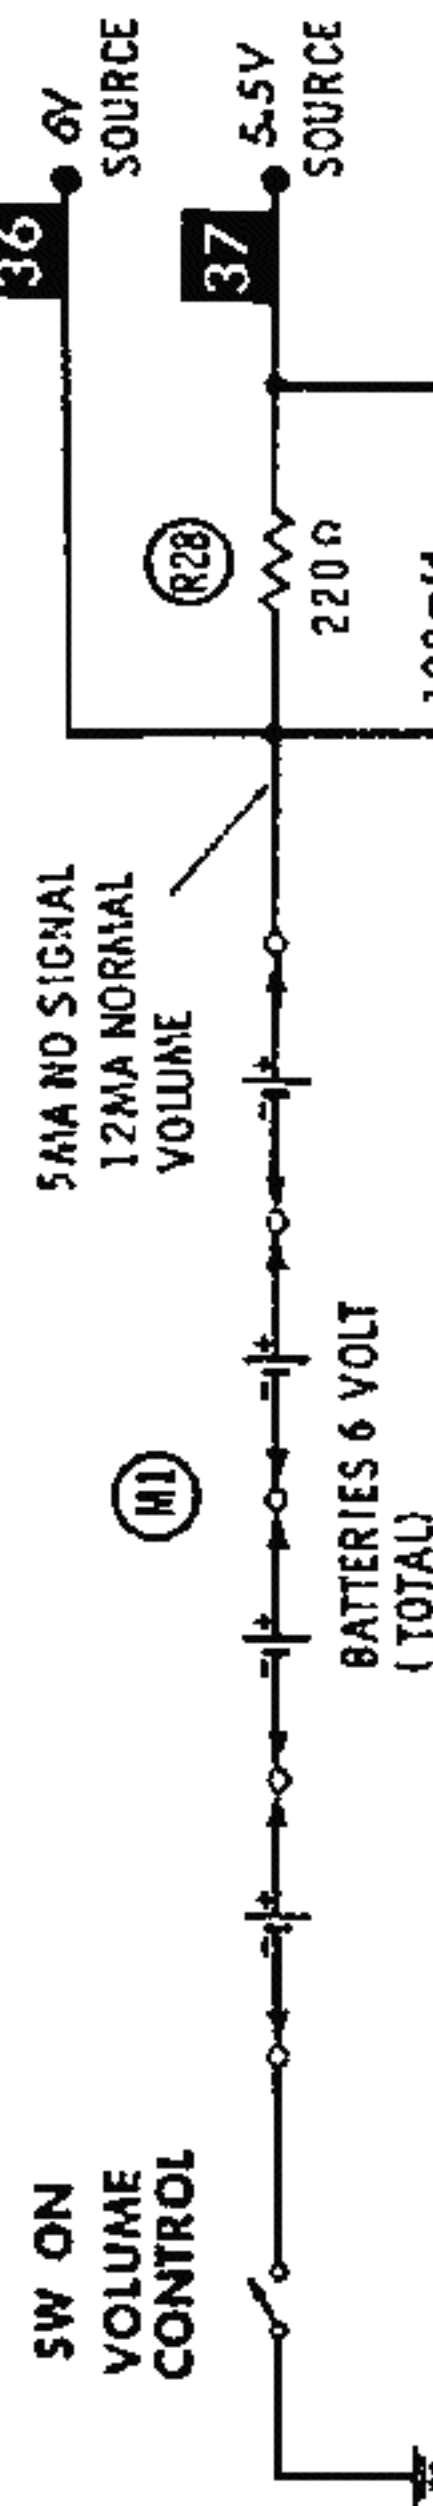 SW ON
VOLUME
CONTROL
M1
BATTERIES 6 VOLT
(TOTAL)
5MA NO SIGNAL
12MA NORMAL
VOLUME
R28
220Ω
36
6V
SOURCE
37
5.5V
SOURCE